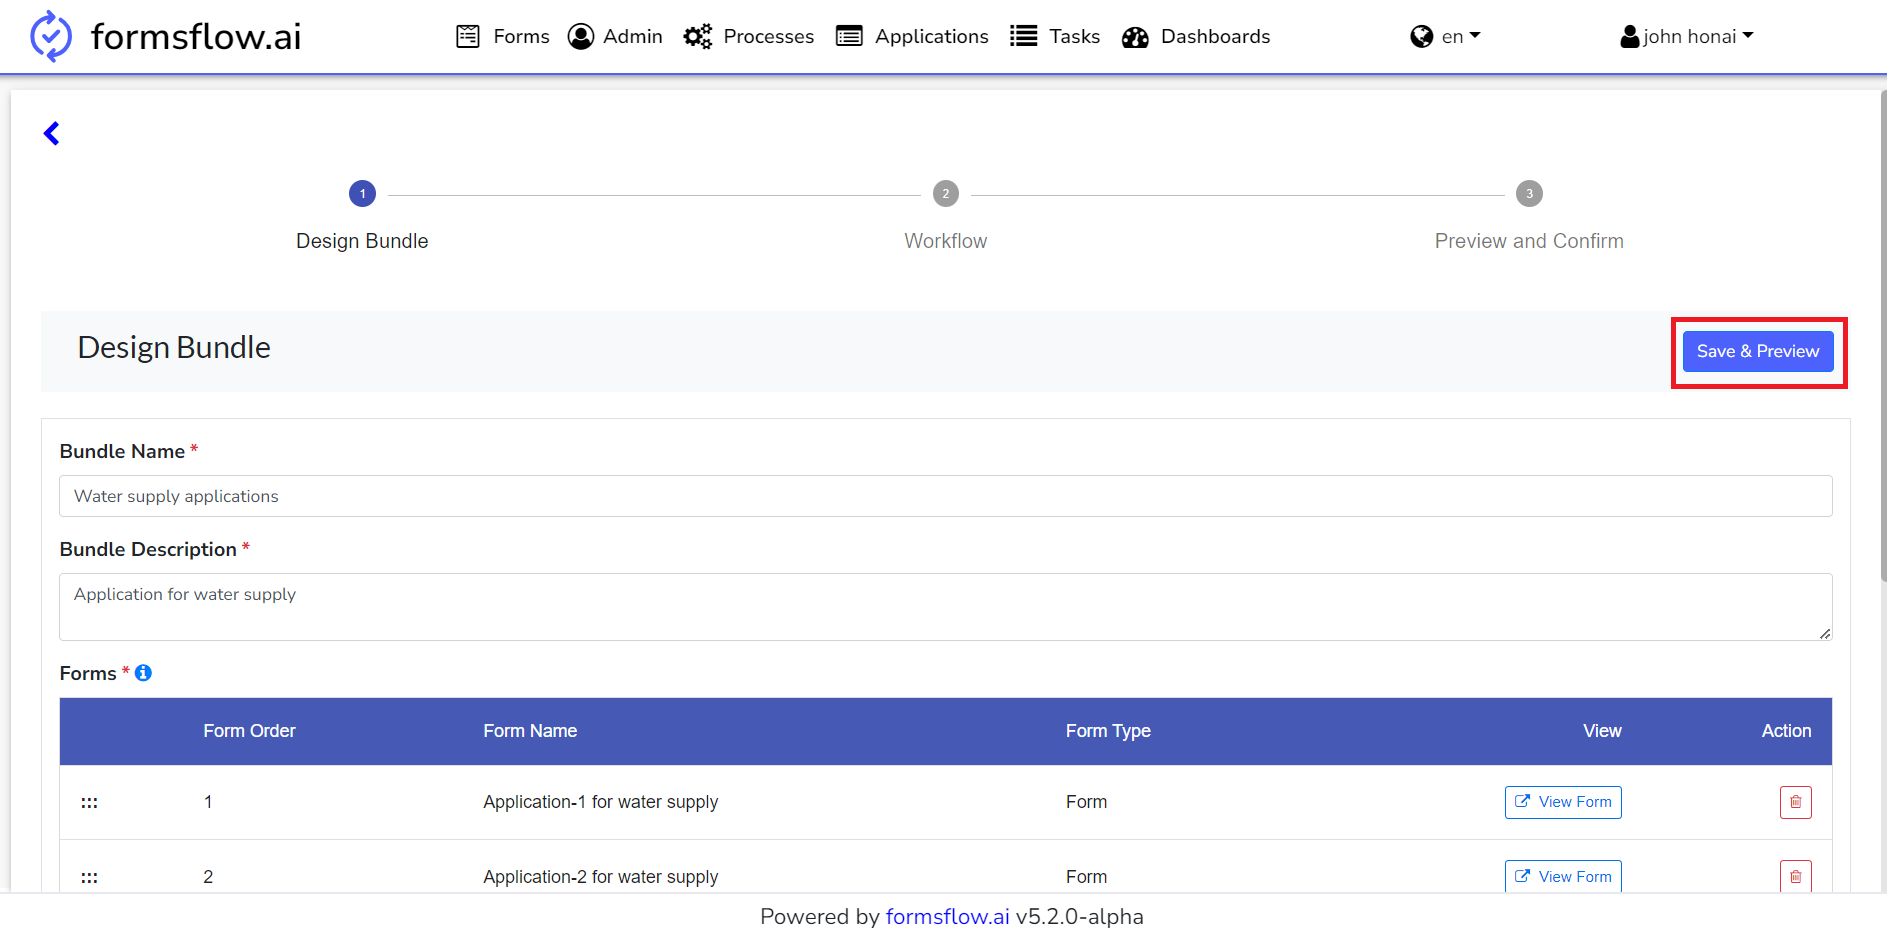 formsflow.ai Forms Admin Processes Applications Tasks Dashboards en john honai
1 2 3
Design Bundle Workflow Preview and Confirm
Design Bundle Save & Preview
Bundle Name *
Water supply applications
Bundle Description *
Application for water supply
Forms *
Form Order Form Name Form Type View Action
1 Application-1 for water supply Form View Form
2 Application-2 for water supply Form View Form
Powered by formsflow.ai v5.2.0-alpha